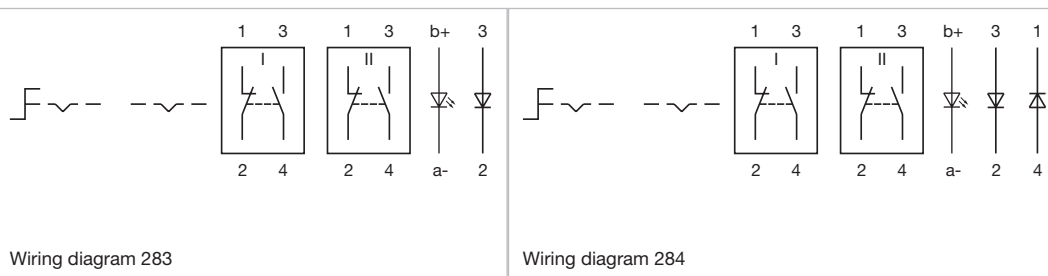 1 3 1 3 b+ 3
I II
2 4 2 4 a- 2
Wiring diagram 283
1 3 1 3 b+ 3 1
I II
2 4 2 4 a- 2 4
Wiring diagram 284